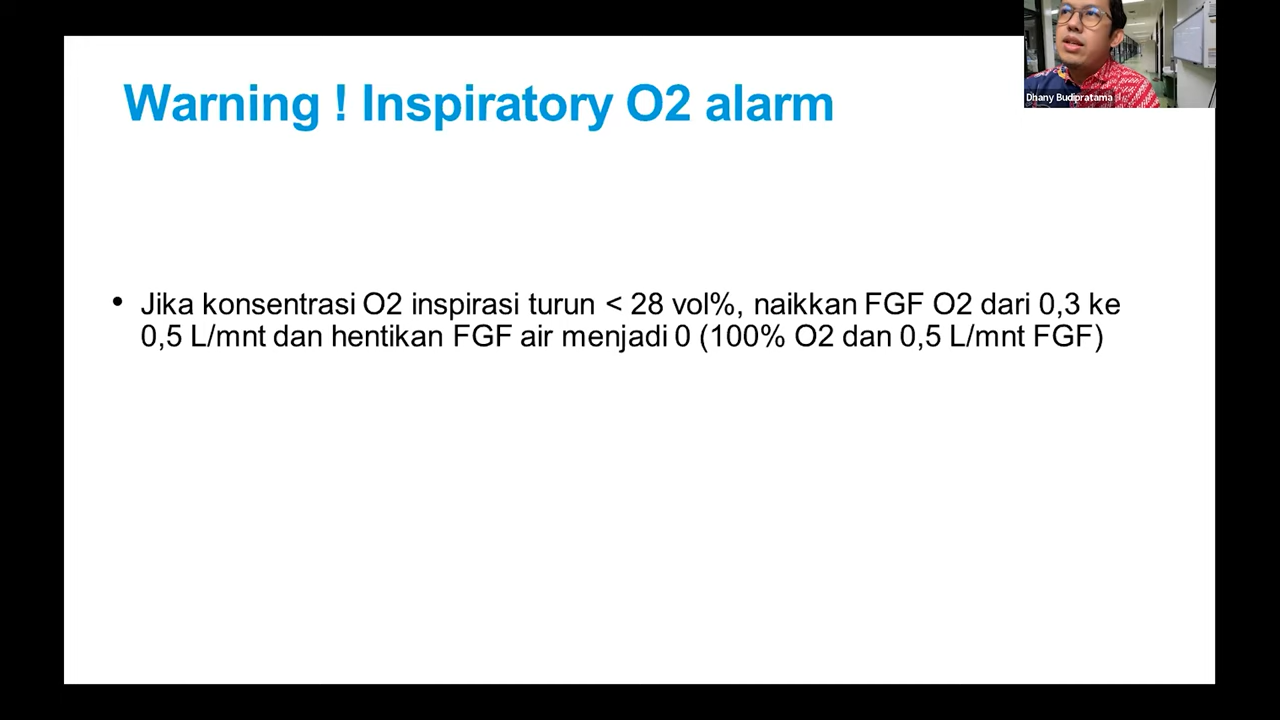 Warning ! Inspiratory O2 alarm
Dhany Budipratama
• Jika konsentrasi O2 inspirasi turun < 28 vol%, naikkan FGF O2 dari 0,3 ke
0,5 L/mnt dan hentikan FGF air menjadi 0 (100% O2 dan 0,5 L/mnt FGF)